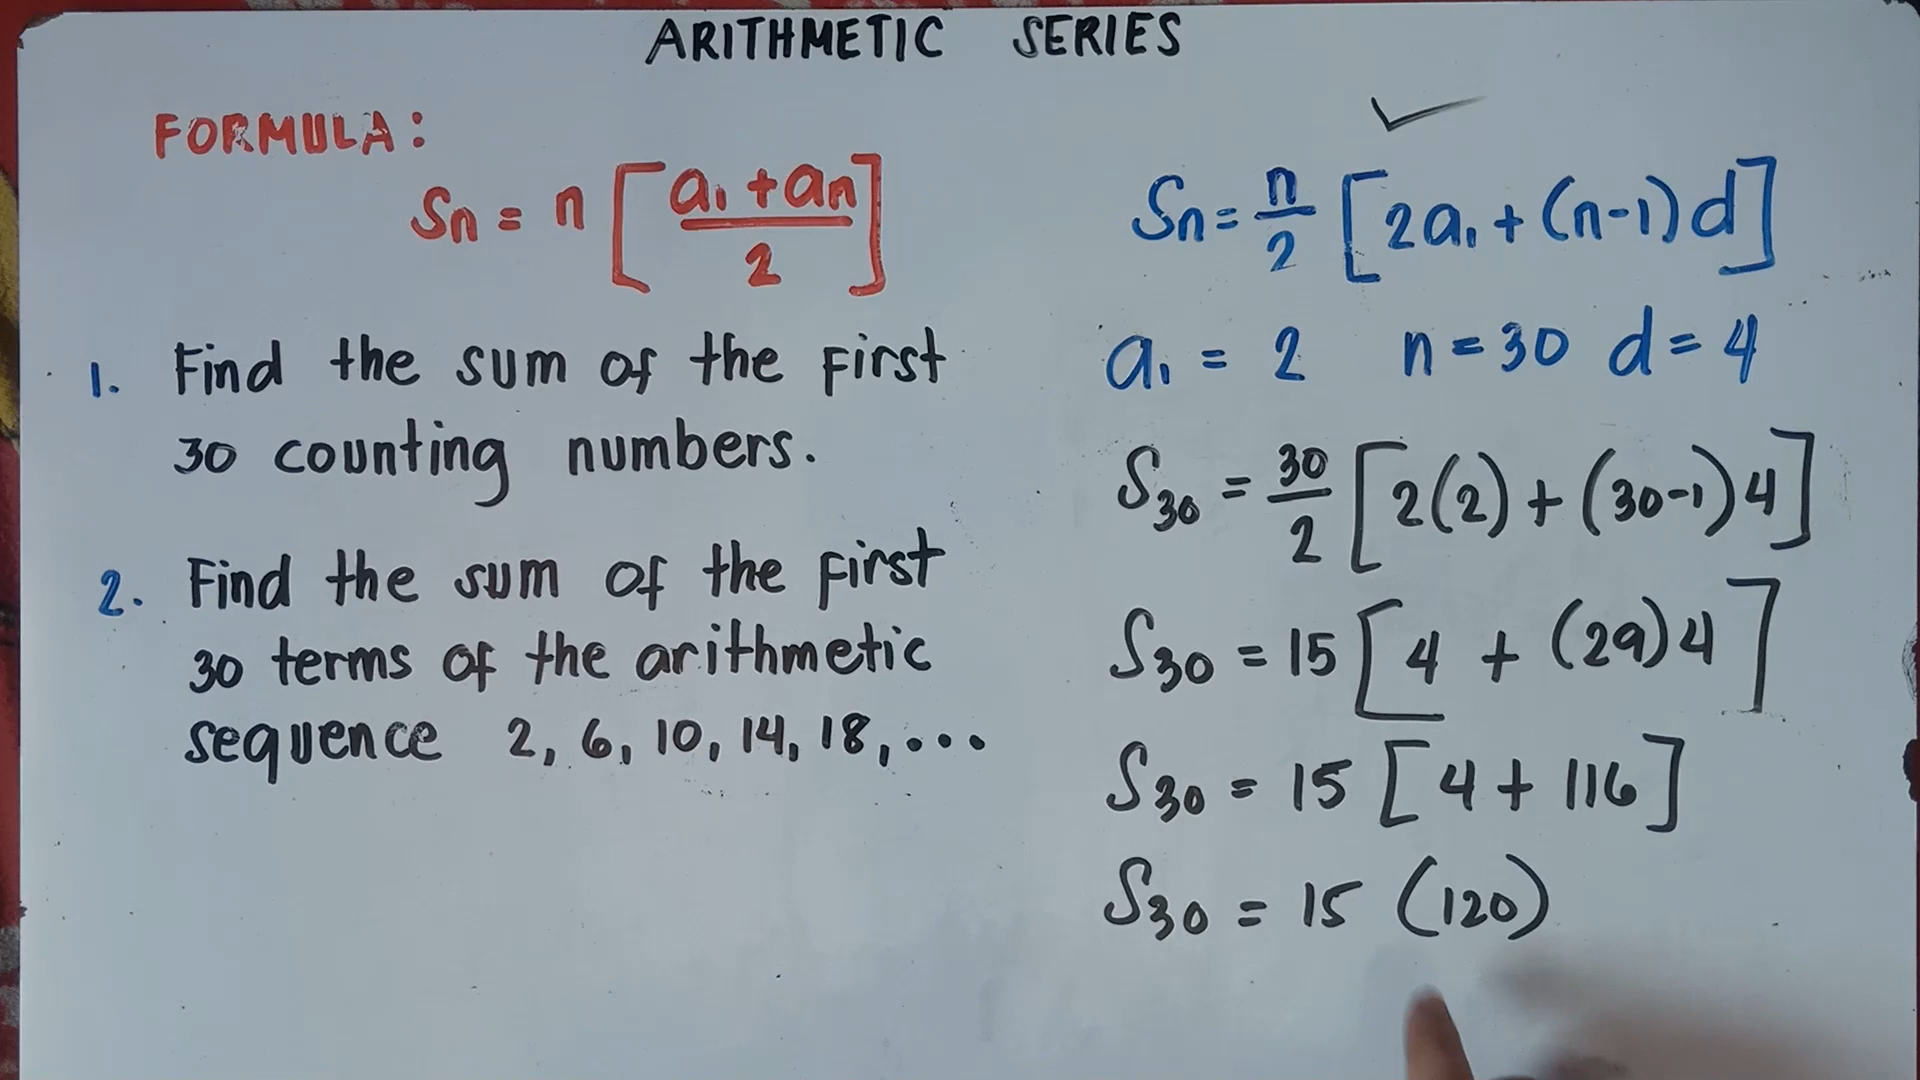 ARITHMETIC SERIES
FORMULA:
Sn = n [ a₁ + an / 2 ]
1. Find the sum of the first
30 counting numbers.
2. Find the sum of the first
30 terms of the arithmetic
sequence 2, 6, 10, 14, 18, ...
✓
Sn = n/2 [ 2a₁ + (n-1) d ]
a₁ = 2 n = 30 d = 4
S₃₀ = 30/2 [ 2(2) + (30-1) 4 ]
S₃₀ = 15 [ 4 + (29) 4 ]
S₃₀ = 15 [ 4 + 116 ]
S₃₀ = 15 (120)